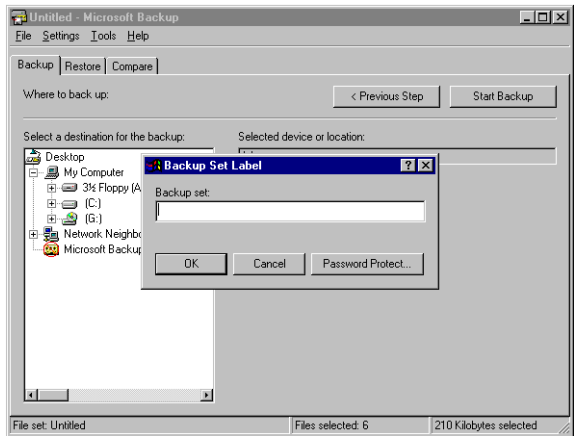 Untitled - Microsoft Backup
File Settings Tools Help
Backup Restore Compare
Where to back up:
< Previous Step Start Backup
Select a destination for the backup:
Selected device or location:
Desktop
My Computer
3½ Floppy (A
(C:)
(G:)
Network Neighbo
Microsoft Backup
Backup Set Label
Backup set:
OK Cancel Password Protect...
File set: Untitled Files selected: 6 210 Kilobytes selected